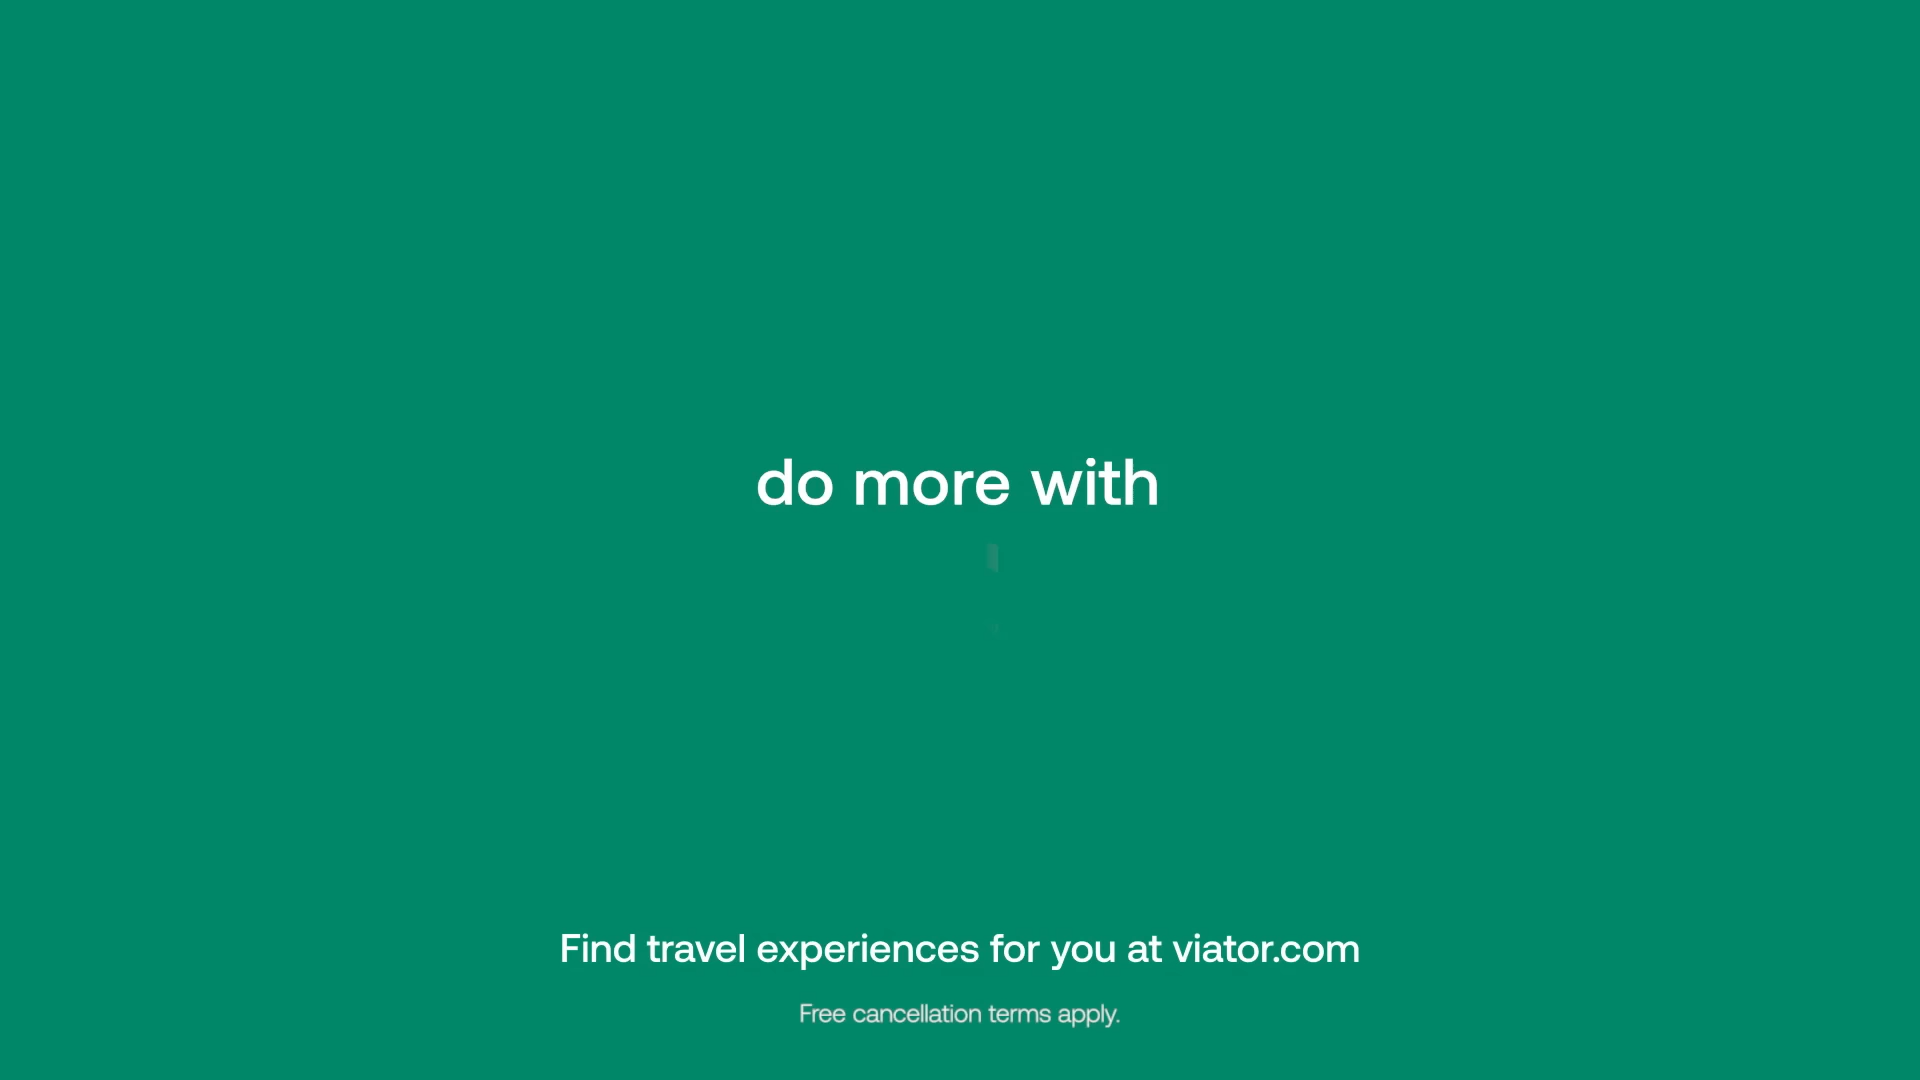 do more with
Find travel experiences for you at viator.com
Free cancellation terms apply.